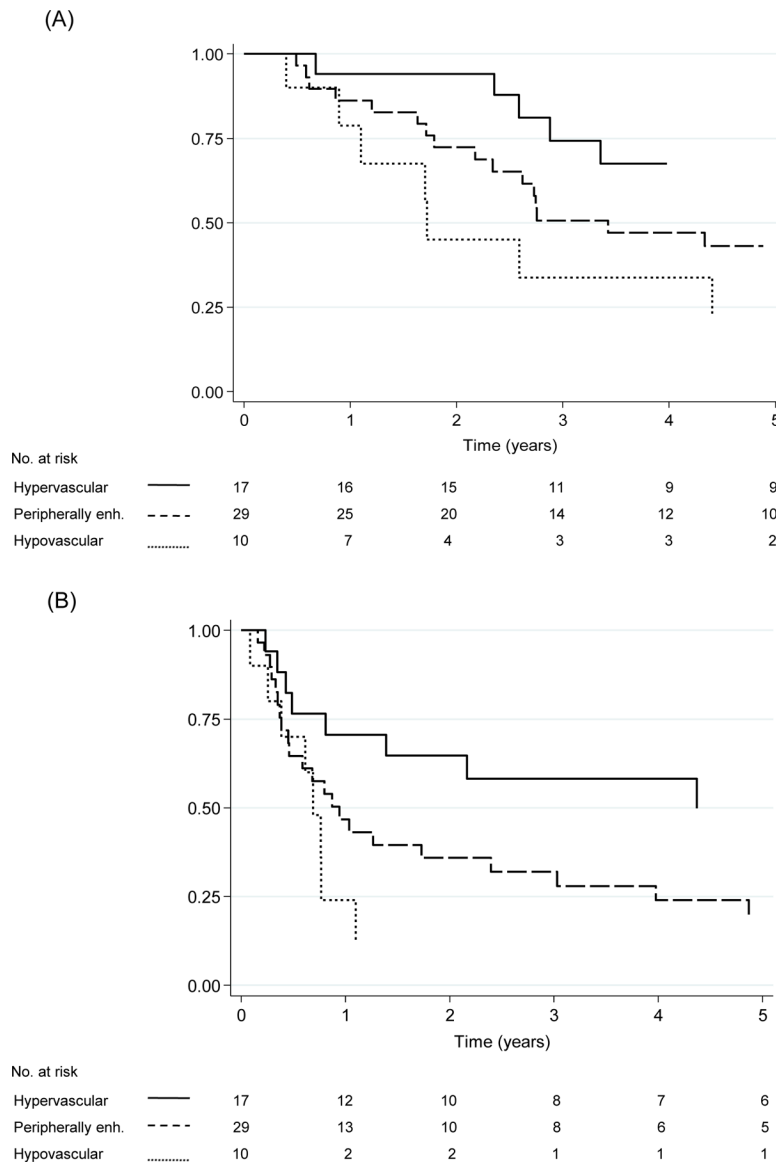 (A)
1.00
0.75
0.50
0.25
0.00
0 1 2 3 4 5
Time (years)
No. at risk
Hypervascular 17 16 15 11 9 9
Peripherally enh. 29 25 20 14 12 10
Hypovascular 10 7 4 3 3 2
(B)
1.00
0.75
0.50
0.25
0.00
0 1 2 3 4 5
Time (years)
No. at risk
Hypervascular 17 12 10 8 7 6
Peripherally enh. 29 13 10 8 6 5
Hypovascular 10 2 2 1 1 1